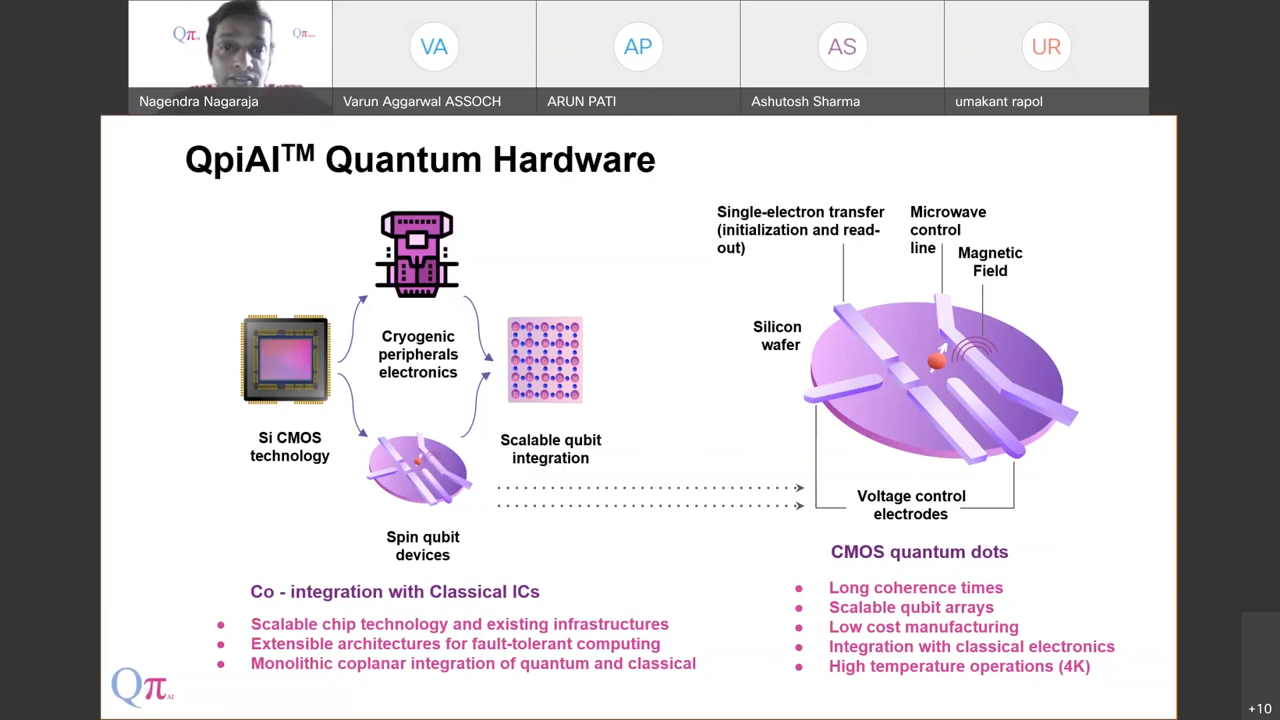 Qπ AI
Qπ
Nagendra Nagaraja
VA
Varun Aggarwal ASSOCH
AP
ARUN PATI
AS
Ashutosh Sharma
UR
umakant rapol
QpiAI™ Quantum Hardware
Si CMOS
technology
Cryogenic
peripherals
electronics
Spin qubit
devices
Scalable qubit
integration
Single-electron transfer
(initialization and read-
out)
Microwave
control
line
Magnetic
Field
Silicon
wafer
Voltage control
electrodes
Co - integration with Classical ICs
● Scalable chip technology and existing infrastructures
● Extensible architectures for fault-tolerant computing
● Monolithic coplanar integration of quantum and classical
CMOS quantum dots
● Long coherence times
● Scalable qubit arrays
● Low cost manufacturing
● Integration with classical electronics
● High temperature operations (4K)
Qπ AI
+10